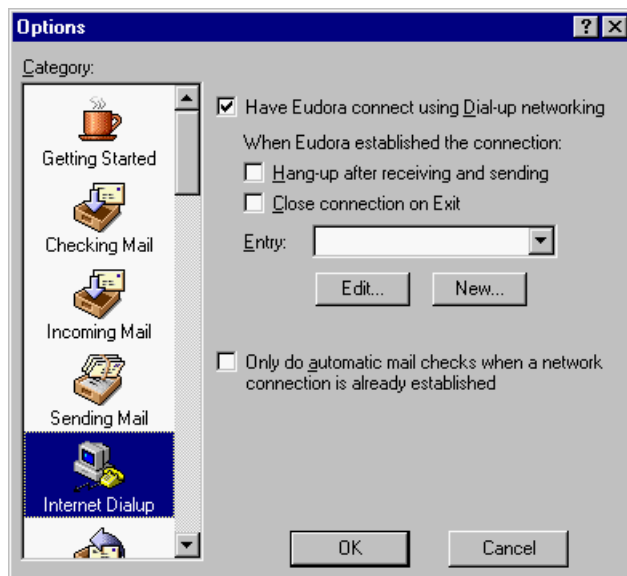 Options
Category:
Getting Started
Checking Mail
Incoming Mail
Sending Mail
Internet Dialup
Have Eudora connect using Dial-up networking
When Eudora established the connection:
Hang-up after receiving and sending
Close connection on Exit
Entry:
Edit...
New...
Only do automatic mail checks when a network
connection is already established
OK
Cancel